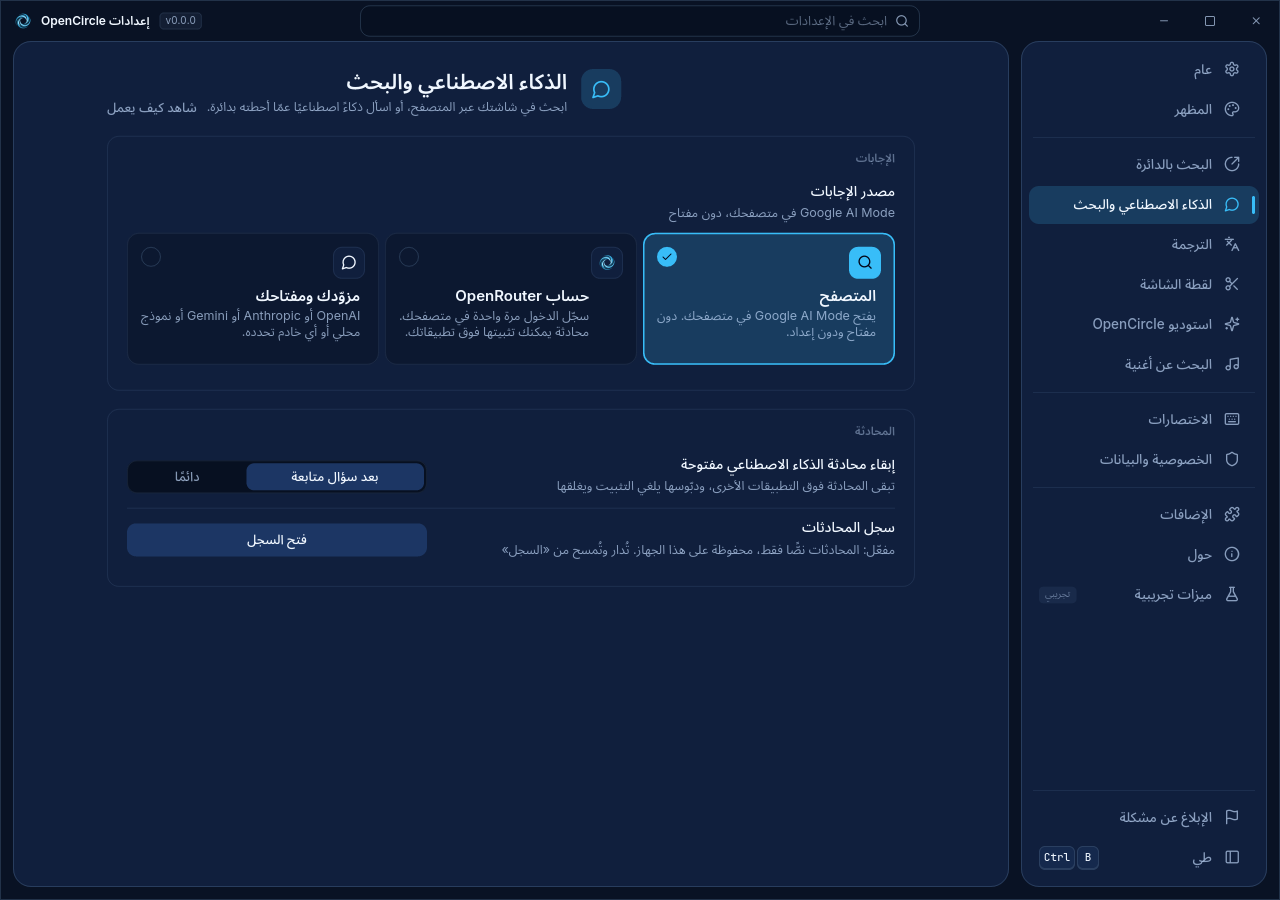 إعدادات OpenCircle
v0.0.0
ابحث في الإعدادات
عام
المظهر
البحث بالدائرة
الذكاء الاصطناعي والبحث
الترجمة
لقطة الشاشة
استوديو OpenCircle
البحث عن أغنية
الاختصارات
الخصوصية والبيانات
الإضافات
حول
ميزات تجريبية
تجريبي
الإبلاغ عن مشكلة
طي
Ctrl B
الذكاء الاصطناعي والبحث
ابحث في شاشتك عبر المتصفح، أو اسأل ذكاءً اصطناعيًا عمّا أحطته بدائرة.
شاهد كيف يعمل
الإجابات
مصدر الإجابات
Google AI Mode في متصفحك، دون مفتاح
المتصفح
يفتح Google AI Mode في متصفحك. دون
مفتاح ودون إعداد.
حساب OpenRouter
سجّل الدخول مرة واحدة في متصفحك.
محادثة يمكنك تثبيتها فوق تطبيقاتك.
مزوّدك ومفتاحك
OpenAI أو Anthropic أو Gemini أو نموذج
محلي أو أي خادم تحدده.
المحادثة
إبقاء محادثة الذكاء الاصطناعي مفتوحة
تبقى المحادثة فوق التطبيقات الأخرى، ودبّوسها يلغي التثبيت ويغلقها
بعد سؤال متابعة
دائمًا
سجل المحادثات
مفعّل: المحادثات نصًّا فقط، محفوظة على هذا الجهاز. تُدار وتُمسح من «السجل»
فتح السجل